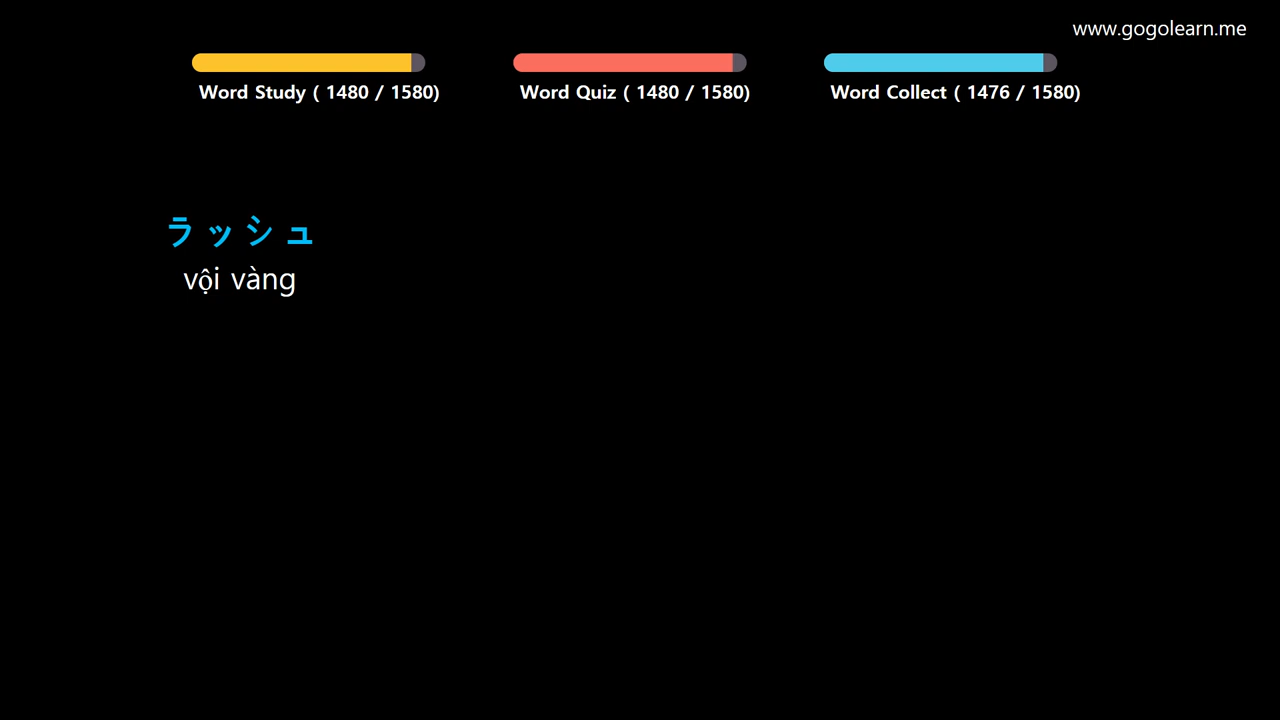 www.gogolearn.me
Word Study ( 1480 / 1580)
Word Quiz ( 1480 / 1580)
Word Collect ( 1476 / 1580)
ラッシュ
vội vàng